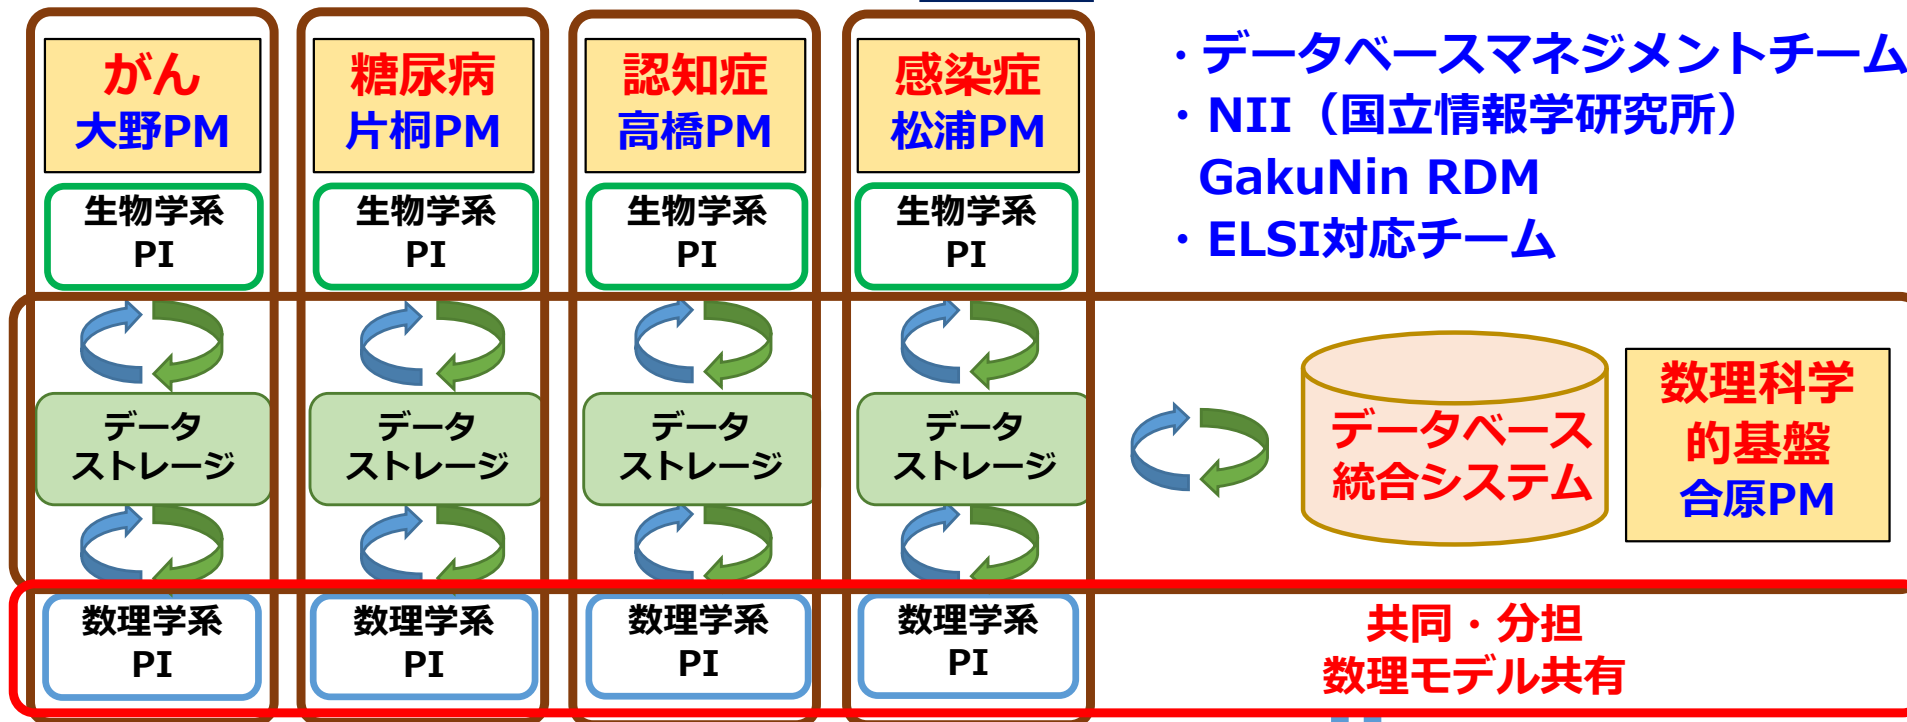 がん
大野PM
生物学系
PI
データ
ストレージ
数理学系
PI
糖尿病
片桐PM
生物学系
PI
データ
ストレージ
数理学系
PI
認知症
高橋PM
生物学系
PI
データ
ストレージ
数理学系
PI
感染症
松浦PM
生物学系
PI
データ
ストレージ
数理学系
PI
・データベースマネジメントチーム
・NII（国立情報学研究所）
GakuNin RDM
・ELSI対応チーム
データベース
統合システム
数理科学
的基盤
合原PM
共同・分担
数理モデル共有